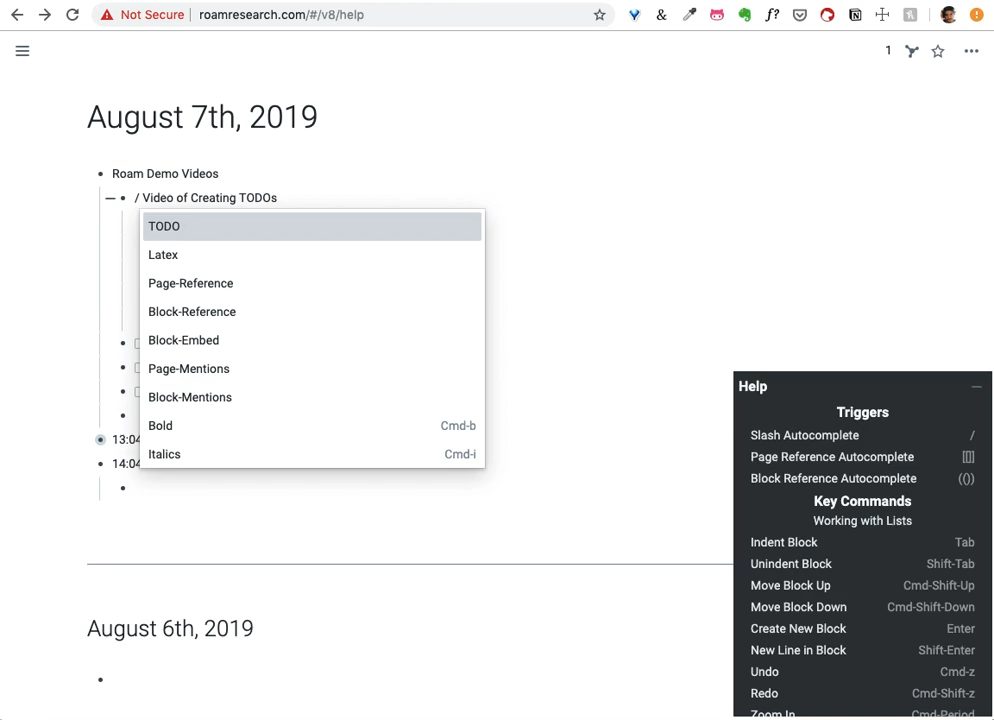 Not Secure | roamresearch.com/#/v8/help
& f?
1
August 7th, 2019
Roam Demo Videos
/ Video of Creating TODOs
TODO
Latex
Page-Reference
Block-Reference
Block-Embed
Page-Mentions
Block-Mentions
Bold Cmd-b
Italics Cmd-i
13:04
14:04
August 6th, 2019
Help
Triggers
Slash Autocomplete /
Page Reference Autocomplete [[]]
Block Reference Autocomplete (())
Key Commands
Working with Lists
Indent Block Tab
Unindent Block Shift-Tab
Move Block Up Cmd-Shift-Up
Move Block Down Cmd-Shift-Down
Create New Block Enter
New Line in Block Shift-Enter
Undo Cmd-z
Redo Cmd-Shift-z
Zoom In Cmd-Period